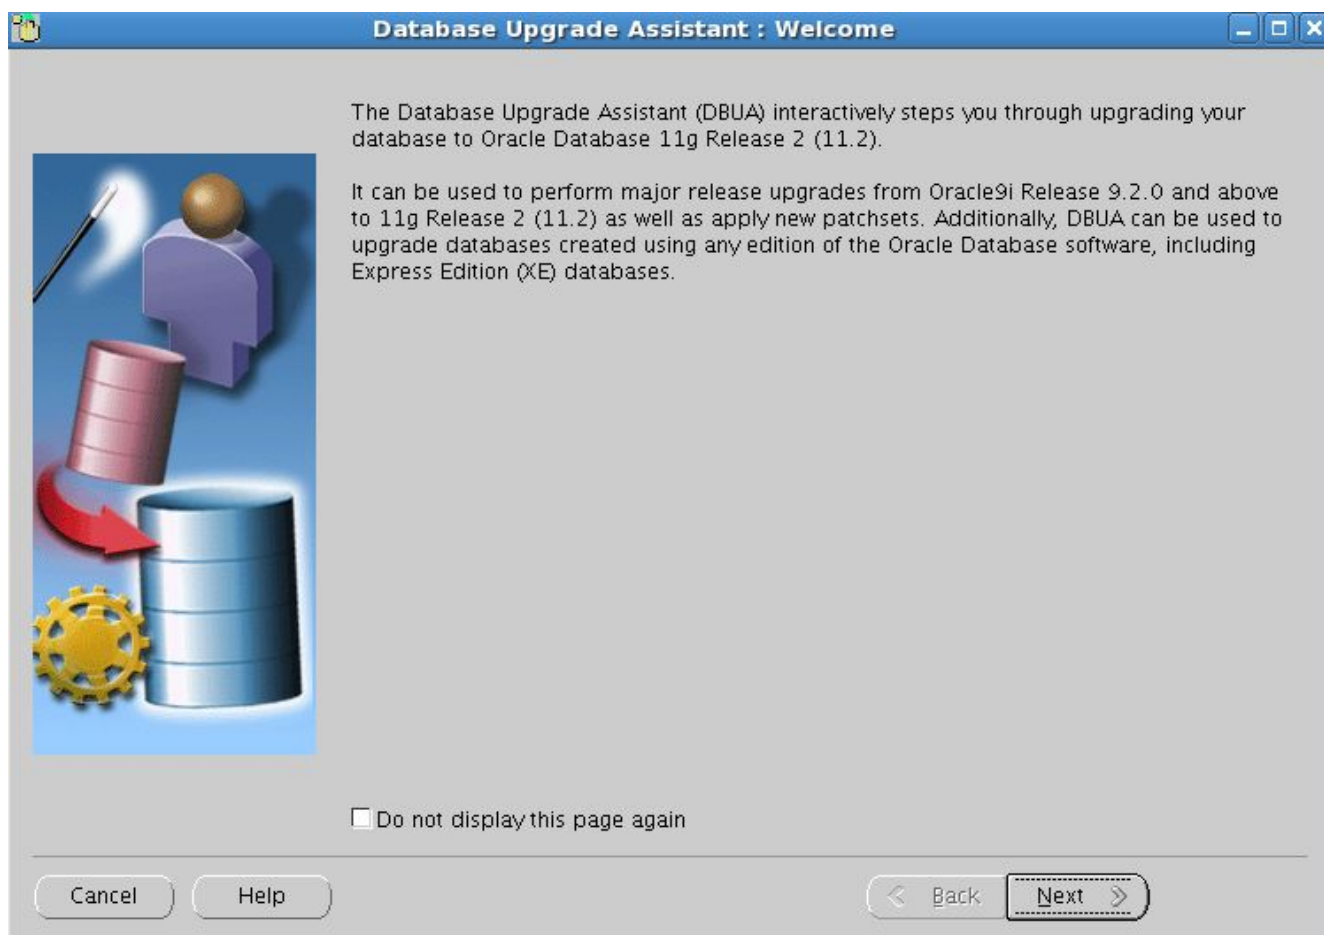 Database Upgrade Assistant : Welcome
The Database Upgrade Assistant (DBUA) interactively steps you through upgrading your
database to Oracle Database 11g Release 2 (11.2).
It can be used to perform major release upgrades from Oracle9i Release 9.2.0 and above
to 11g Release 2 (11.2) as well as apply new patchsets. Additionally, DBUA can be used to
upgrade databases created using any edition of the Oracle Database software, including
Express Edition (XE) databases.
Do not display this page again
Cancel Help Back Next